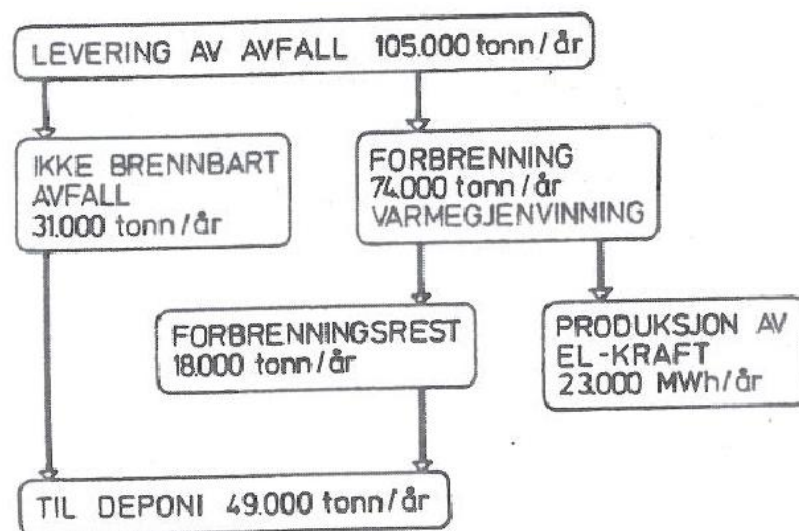 LEVERING AV AVFALL 105.000 tonn/år
IKKE BRENNBART
AVFALL
31.000 tonn/år
FORBRENNING
74.000 tonn/år
VARMEGJENVINNING
FORBRENNINGSREST
18.000 tonn/år
PRODUKSJON AV
EL-KRAFT
23.000 MWh/år
TIL DEPONI 49.000 tonn/år